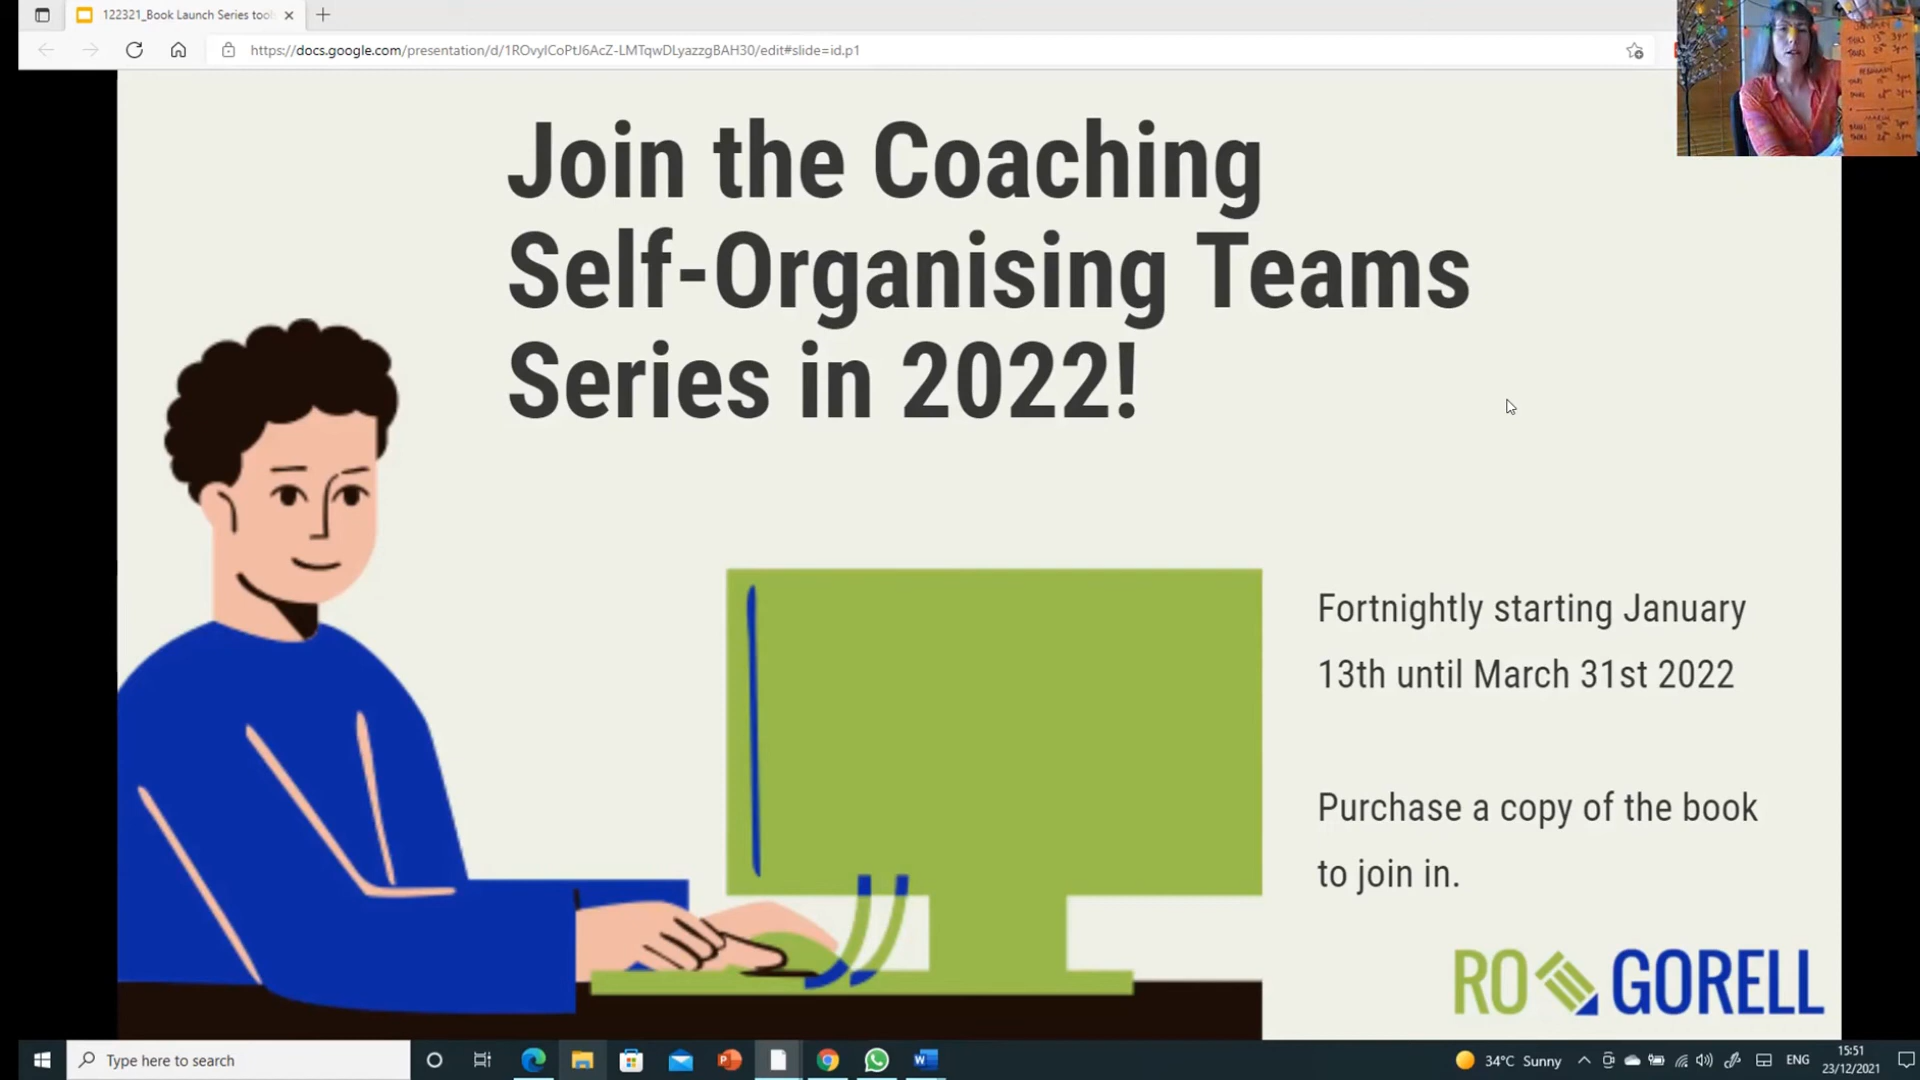 122321_Book Launch Series tool
https://docs.google.com/presentation/d/1ROvylCoPtJ6AcZ-LMTqwDLyazzgBAH30/edit#slide=id.p1
Join the Coaching
Self-Organising Teams
Series in 2022!
Fortnightly starting January
13th until March 31st 2022
Purchase a copy of the book
to join in.
RO GORELL
Type here to search
34°C Sunny
ENG
15:51
23/12/2021